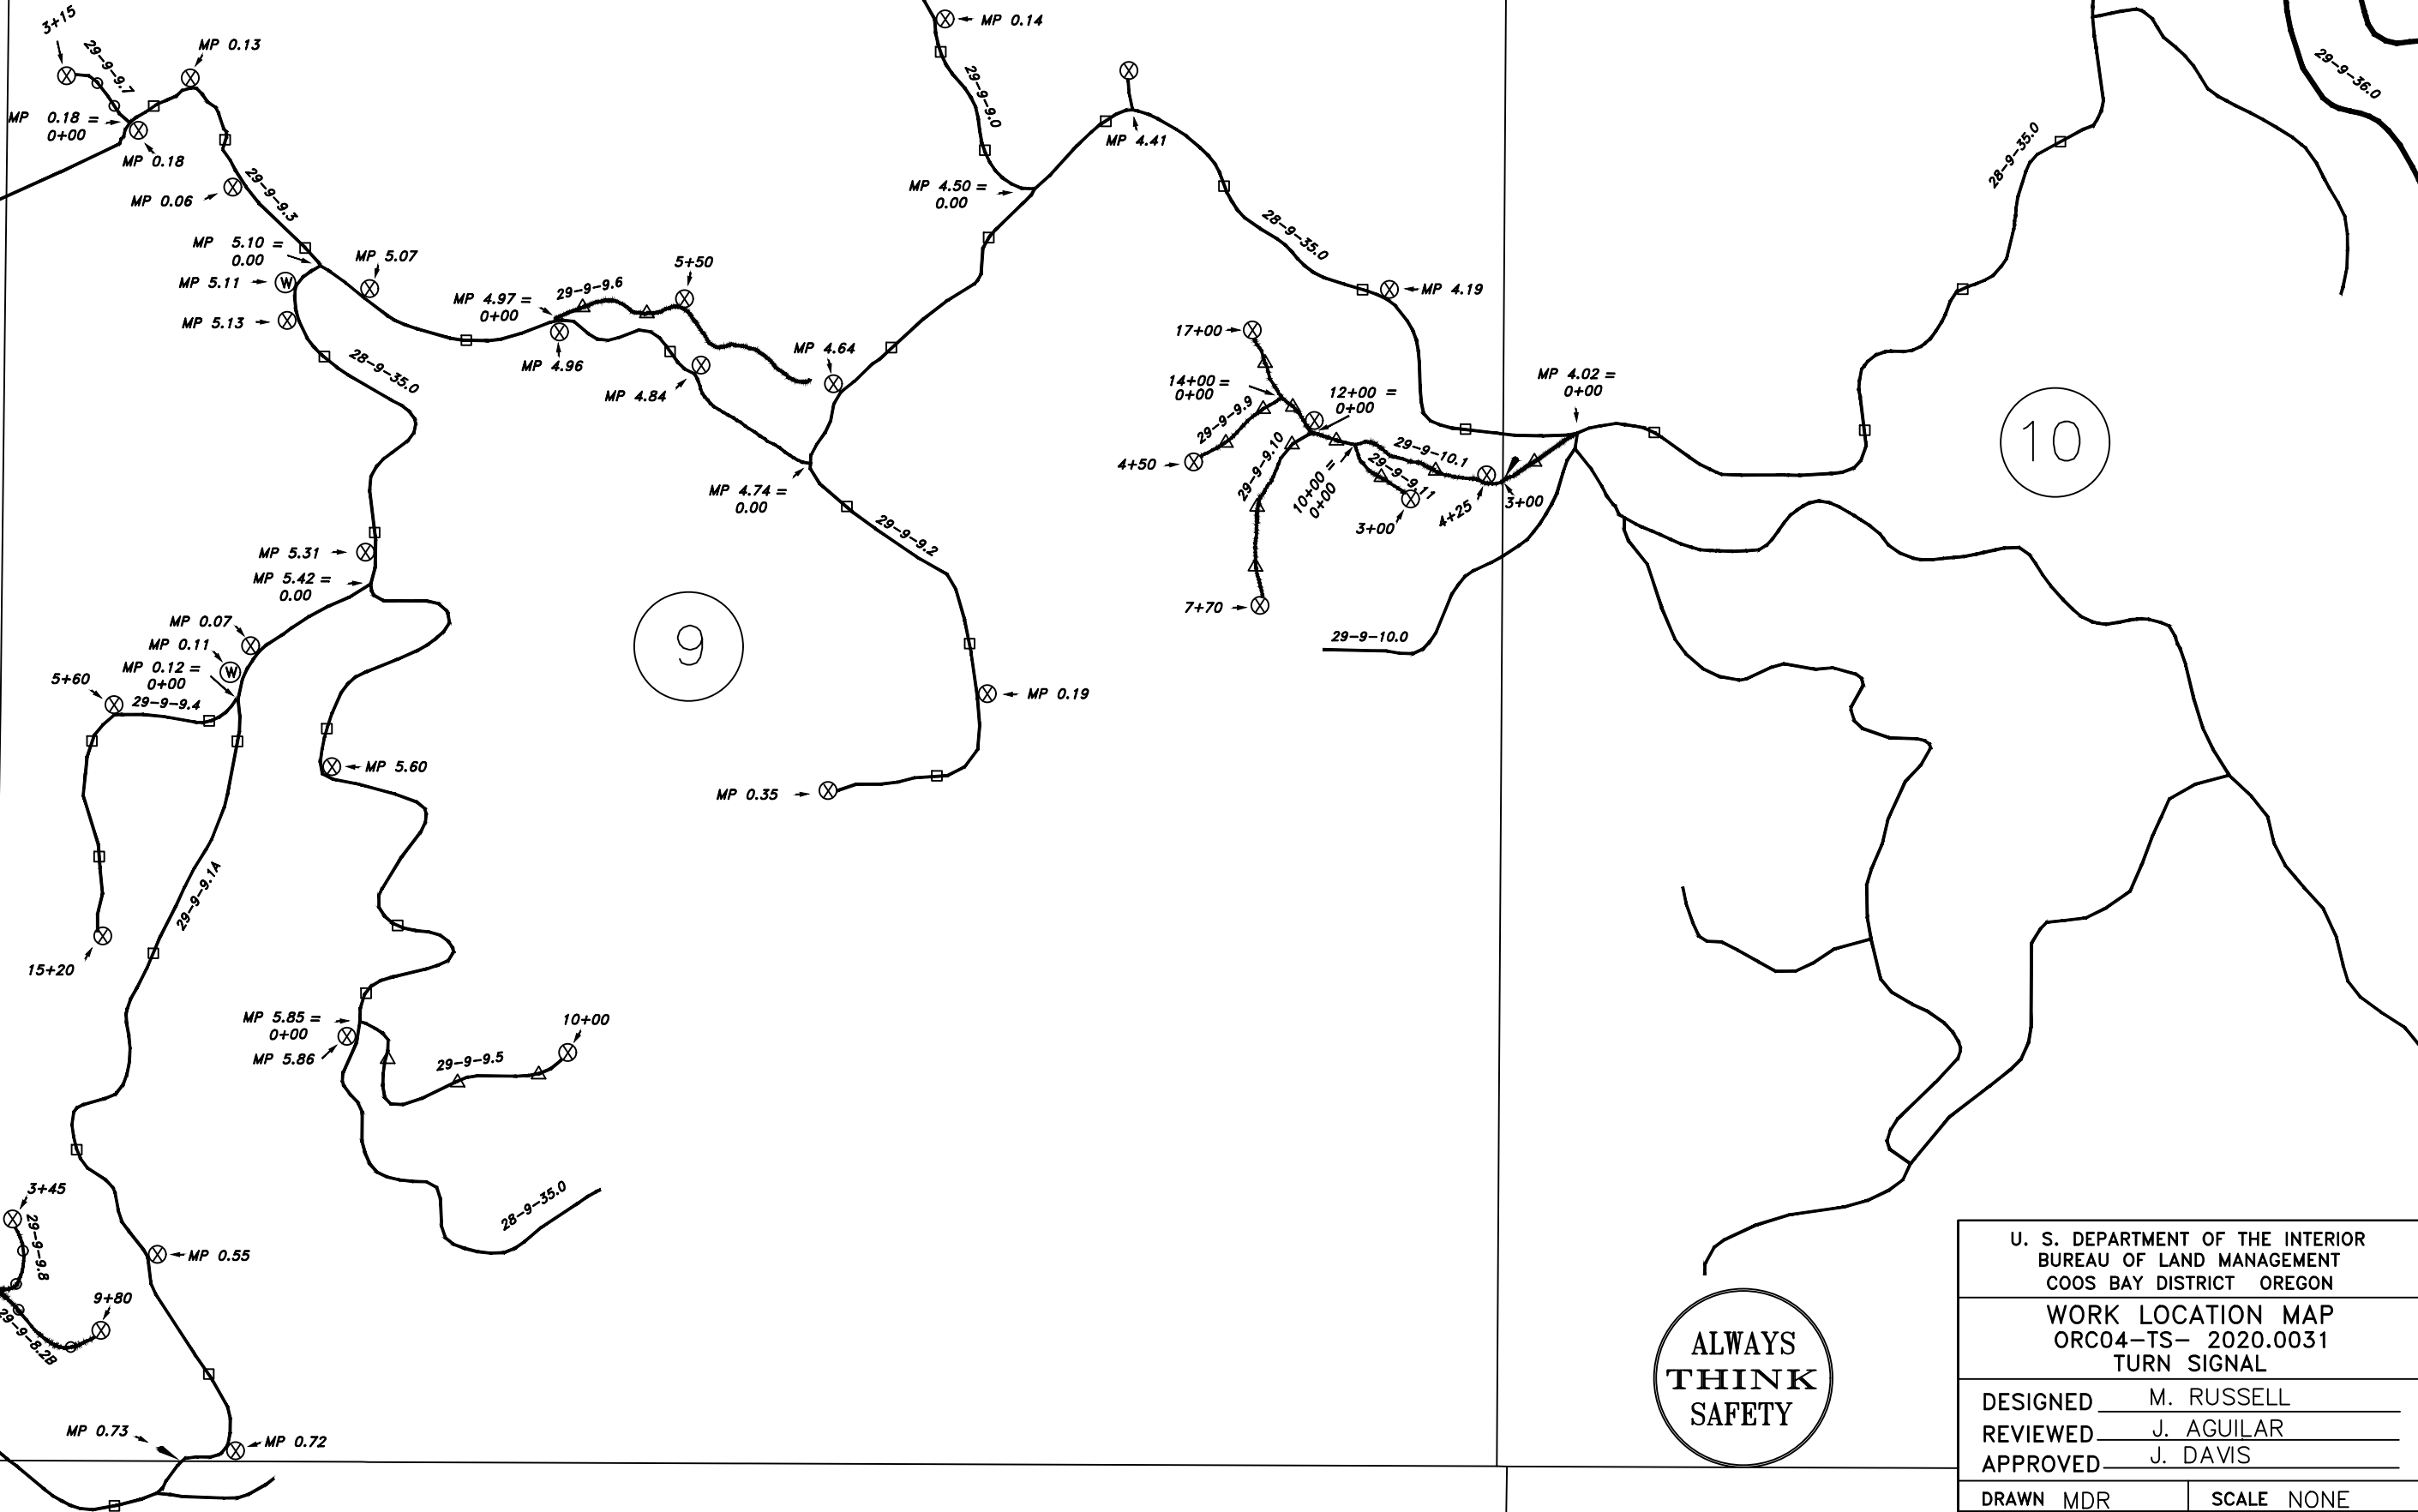 3+15
29-9-9.7
MP 0.13
MP 0.18 =
0+00
MP 0.18
MP 0.06
29-9-9.3
MP 5.10 =
0.00
MP 5.11
W
MP 5.13
MP 5.07
28-9-35.0
MP 4.97 =
0+00
29-9-9.6
5+50
MP 4.96
MP 4.84
MP 4.64
MP 4.74 =
0.00
29-9-9.2
MP 0.14
29-9-9.0
MP 4.50 =
0.00
MP 4.41
28-9-35.0
MP 4.19
17+00
14+00 =
0+00
12+00 =
0+00
29-9-9.9
4+50
29-9-9.10
10+00 =
0+00
29-9-10.1
29-9-9.11
3+00
4+25
3+00
7+70
29-9-10.0
MP 4.02 =
0+00
28-9-35.0
29-9-36.0
10
9
MP 5.31
MP 5.42 =
0.00
MP 0.07
MP 0.11
W
MP 0.12 =
0+00
5+60
29-9-9.4
15+20
29-9-9.1A
MP 5.60
MP 0.19
MP 0.35
MP 5.85 =
0+00
MP 5.86
29-9-9.5
10+00
28-9-35.0
3+45
29-9-9.8
9+80
29-9-8.2B
MP 0.55
MP 0.73
MP 0.72
ALWAYS
THINK
SAFETY
U. S. DEPARTMENT OF THE INTERIOR
BUREAU OF LAND MANAGEMENT
COOS BAY DISTRICT OREGON
WORK LOCATION MAP
ORC04-TS- 2020.0031
TURN SIGNAL
DESIGNED M. RUSSELL
REVIEWED J. AGUILAR
APPROVED J. DAVIS
DRAWN MDR SCALE NONE